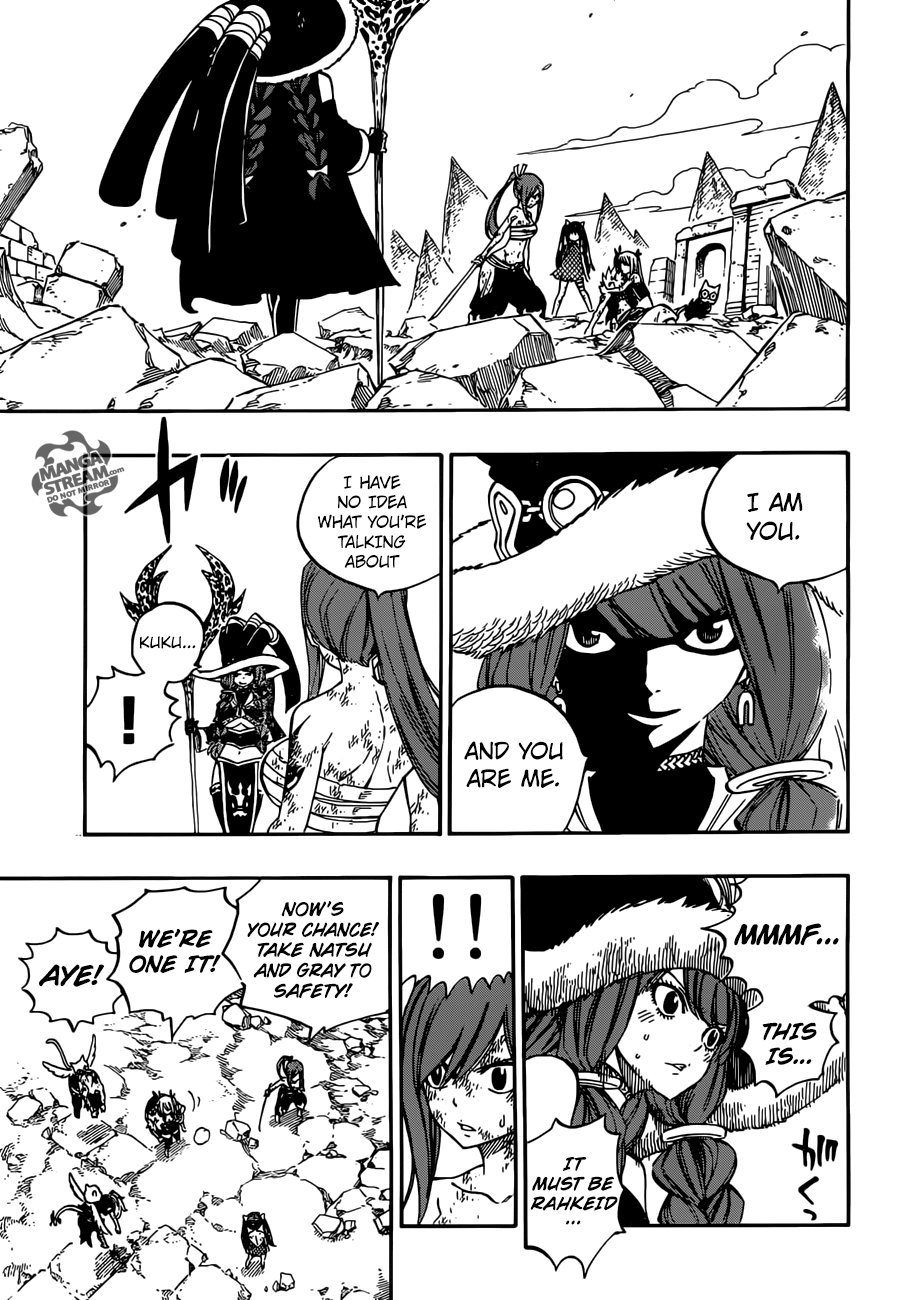 MANGA
STREAM.com
DO NOT MIRROR
I AM
YOU.
AND YOU
ARE ME.
I HAVE
NO IDEA
WHAT YOU'RE
TALKING
ABOUT
KUKU...
!
MMMF...
THIS
IS...
IT
MUST BE
RAHKEID
...
!!
NOW'S
YOUR CHANCE!
TAKE NATSU
AND GRAY TO
SAFETY!
WE'RE
ONE IT!
AYE!